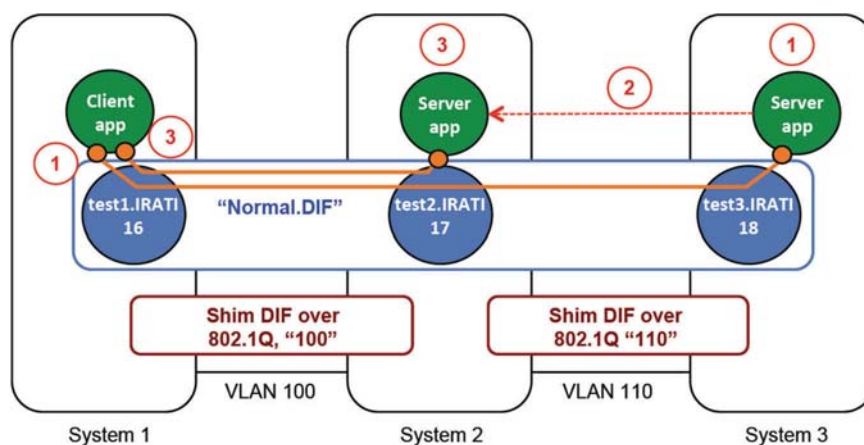 3
1
Client
app
Server
app
2
Server
app
1
3
test1.IRATI
16
“Normal.DIF”
test2.IRATI
17
test3.IRATI
18
Shim DIF over
802.1Q, “100”
Shim DIF over
802.1Q “110”
VLAN 100
VLAN 110
System 1
System 2
System 3